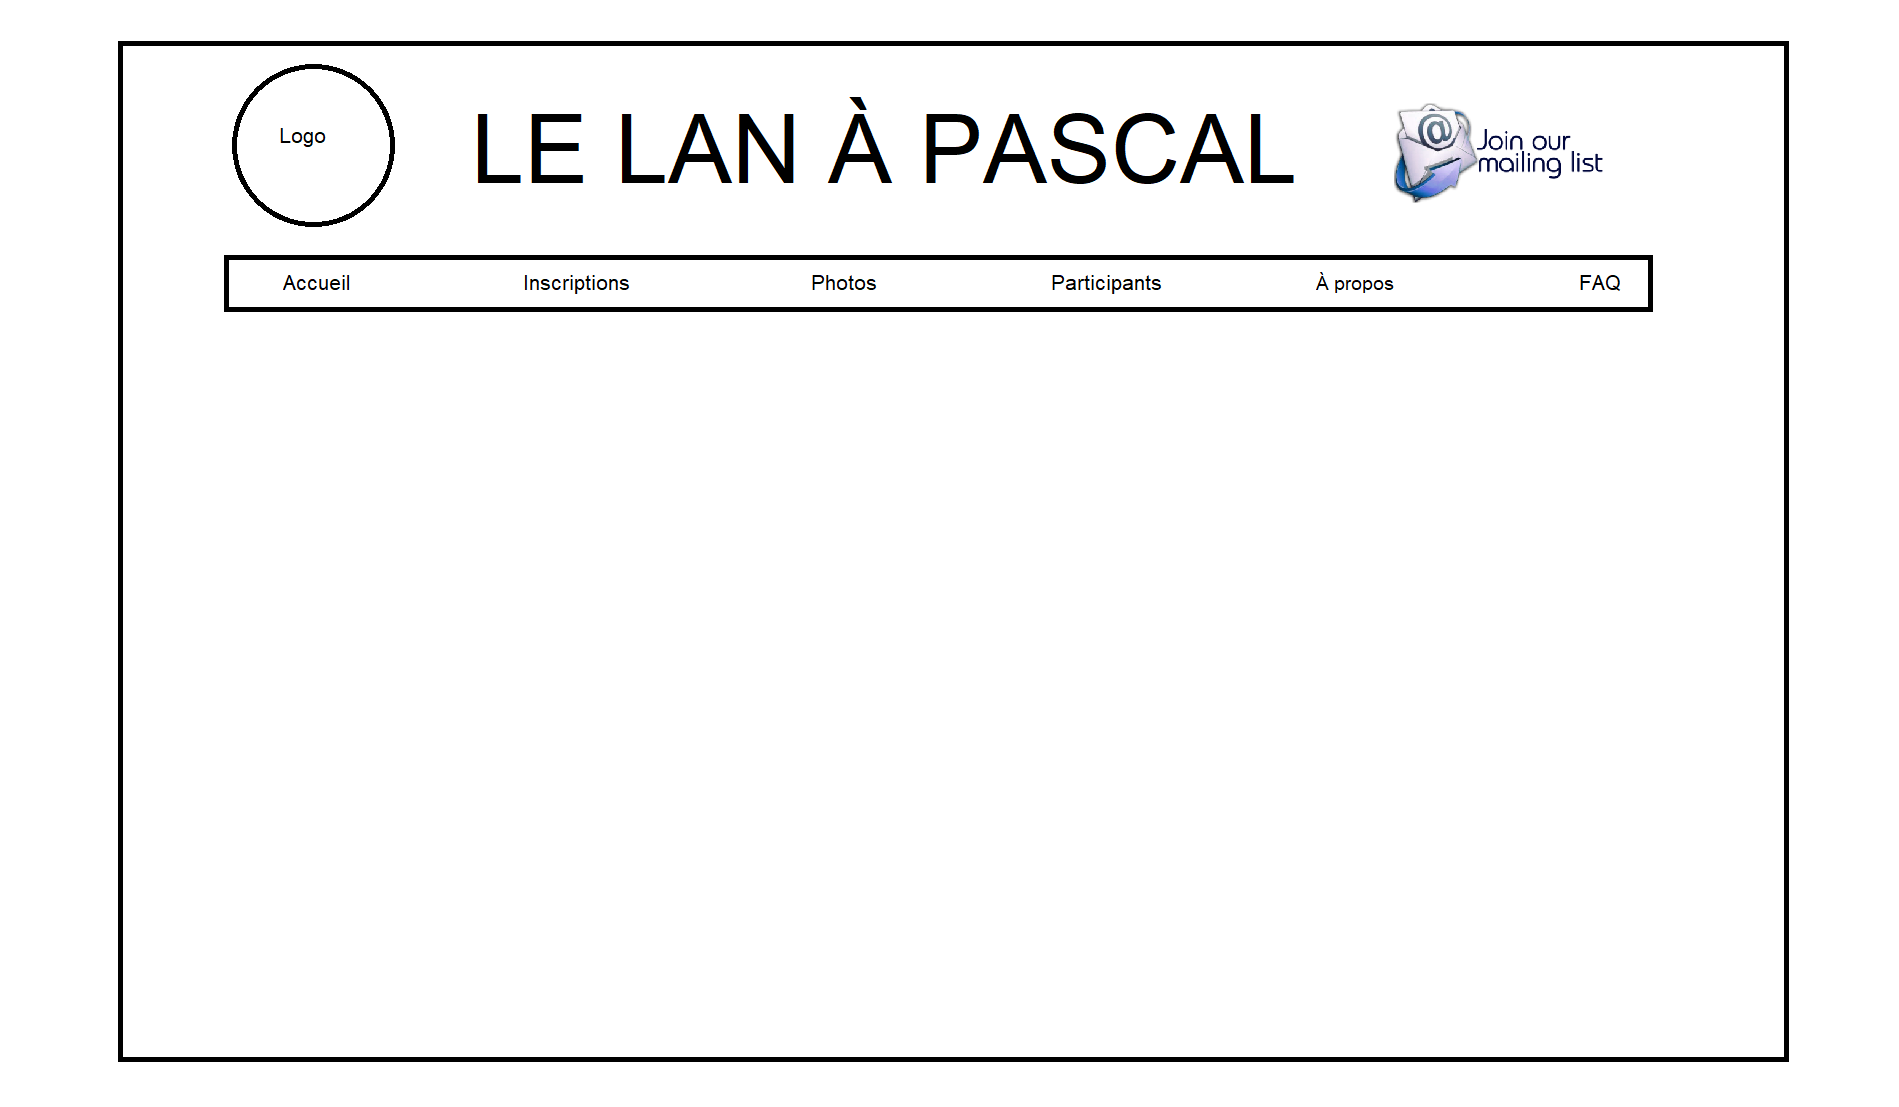 Logo
LE LAN À PASCAL
@
Join our
mailing list
Accueil Inscriptions Photos Participants À propos FAQ